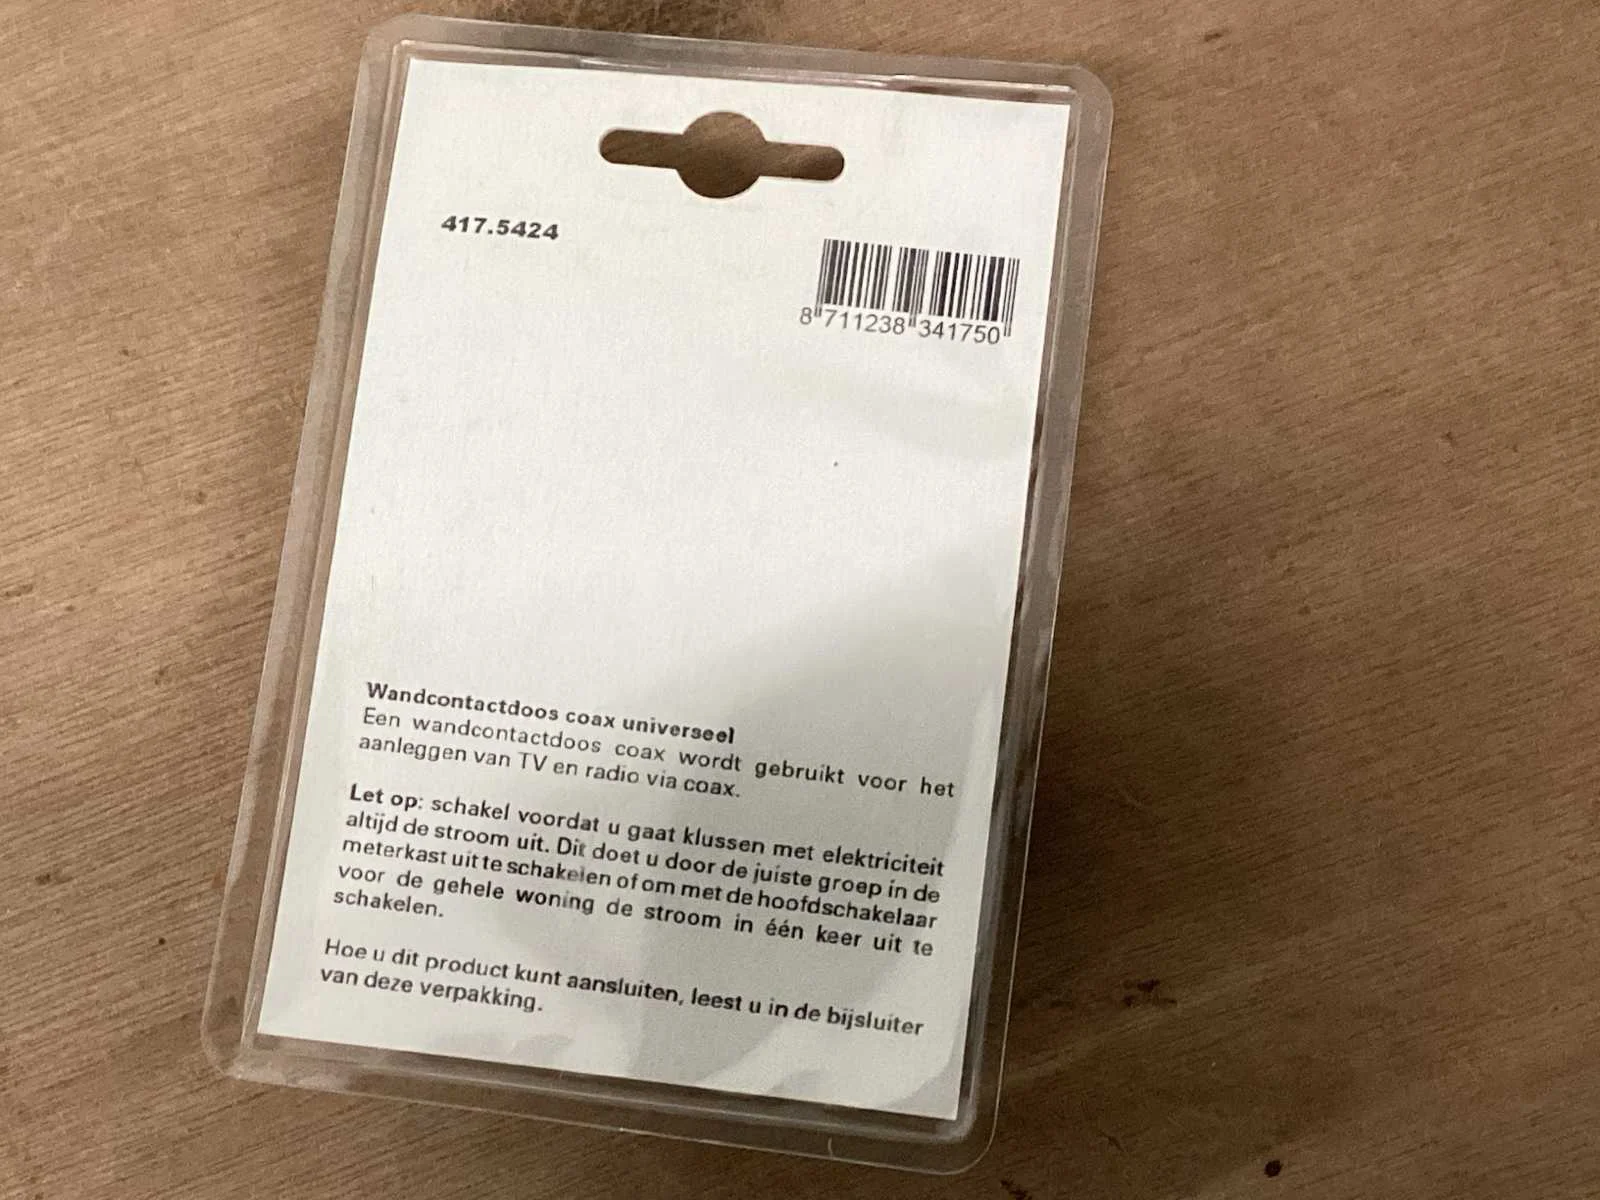 417.5424
8 711238 341750
Wandcontactdoos coax universeel
Een wandcontactdoos coax wordt gebruikt voor het
aanleggen van TV en radio via coax.
Let op: schakel voordat u gaat klussen met elektriciteit
altijd de stroom uit. Dit doet u door de juiste groep in de
meterkast uit te schakelen of om met de hoofdschakelaar
voor de gehele woning de stroom in één keer uit te
schakelen.
Hoe u dit product kunt aansluiten, leest u in de bijsluiter
van deze verpakking.